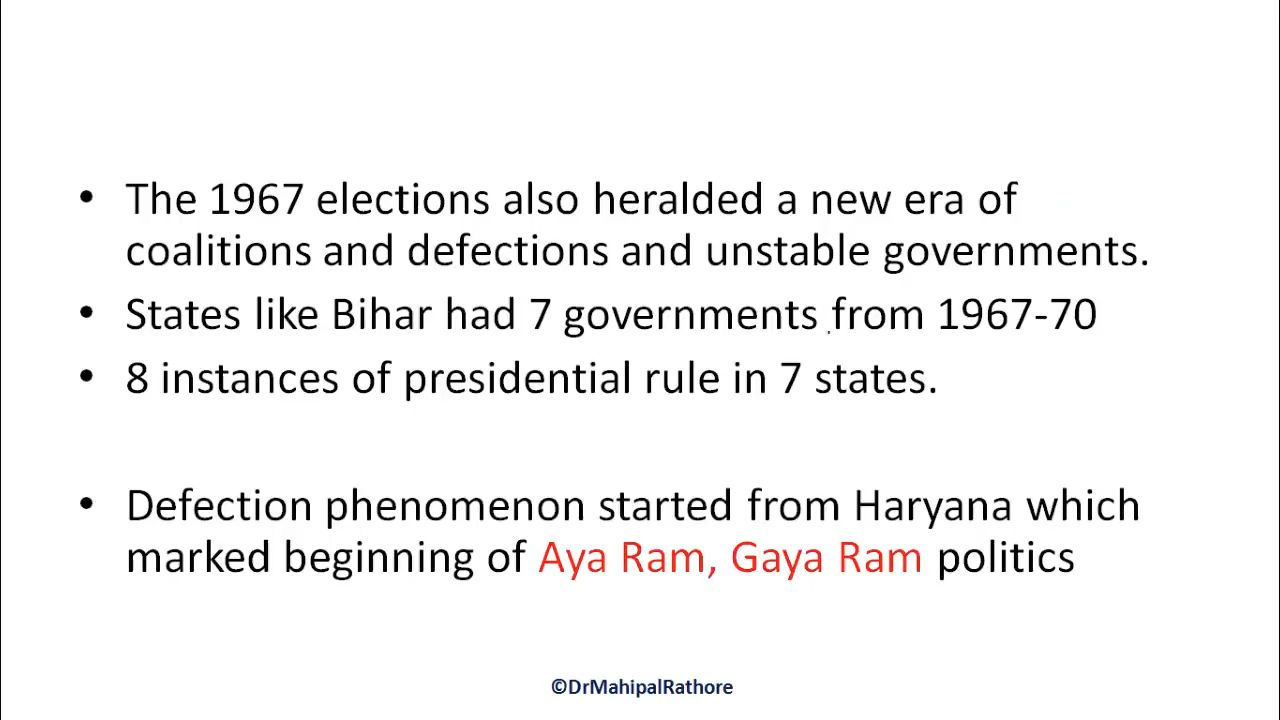 • The 1967 elections also heralded a new era of
coalitions and defections and unstable governments.
• States like Bihar had 7 governments from 1967-70
• 8 instances of presidential rule in 7 states.
• Defection phenomenon started from Haryana which
marked beginning of Aya Ram, Gaya Ram politics
©DrMahipalRathore